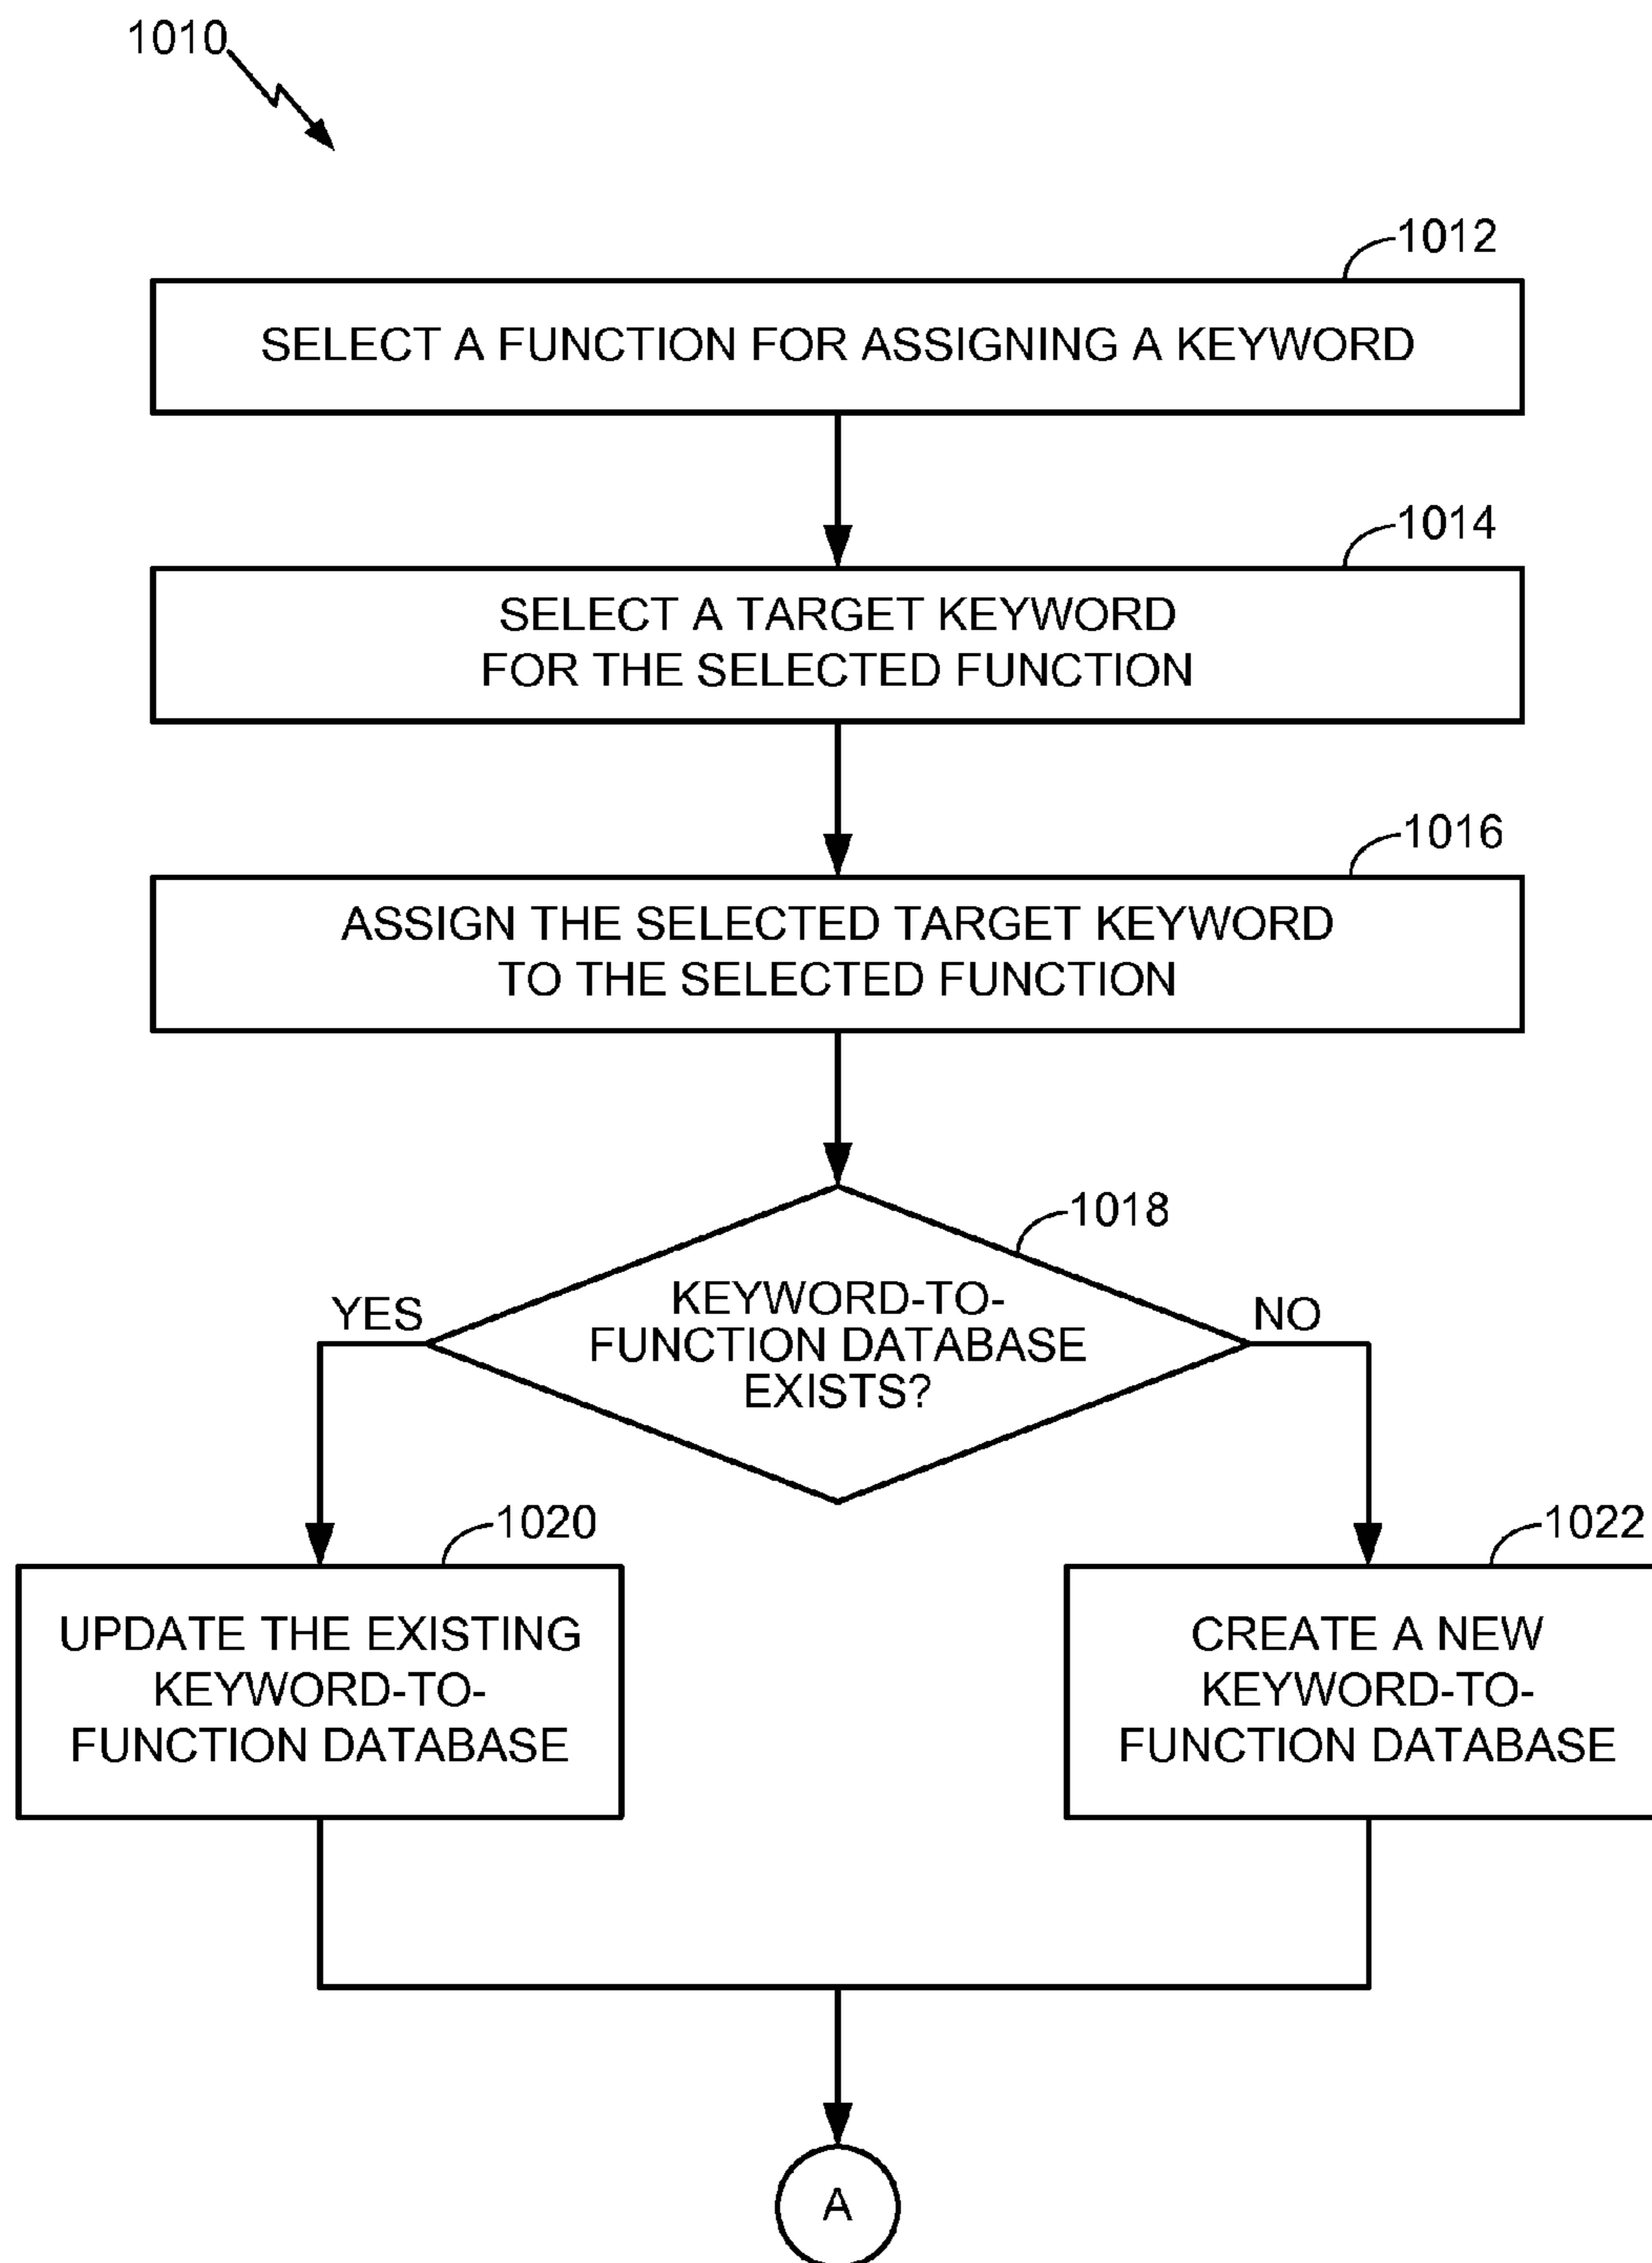 1010
1012
SELECT A FUNCTION FOR ASSIGNING A KEYWORD
1014
SELECT A TARGET KEYWORD
FOR THE SELECTED FUNCTION
1016
ASSIGN THE SELECTED TARGET KEYWORD
TO THE SELECTED FUNCTION
1018
KEYWORD-TO-
FUNCTION DATABASE
EXISTS?
YES
NO
1020
UPDATE THE EXISTING
KEYWORD-TO-
FUNCTION DATABASE
1022
CREATE A NEW
KEYWORD-TO-
FUNCTION DATABASE
A